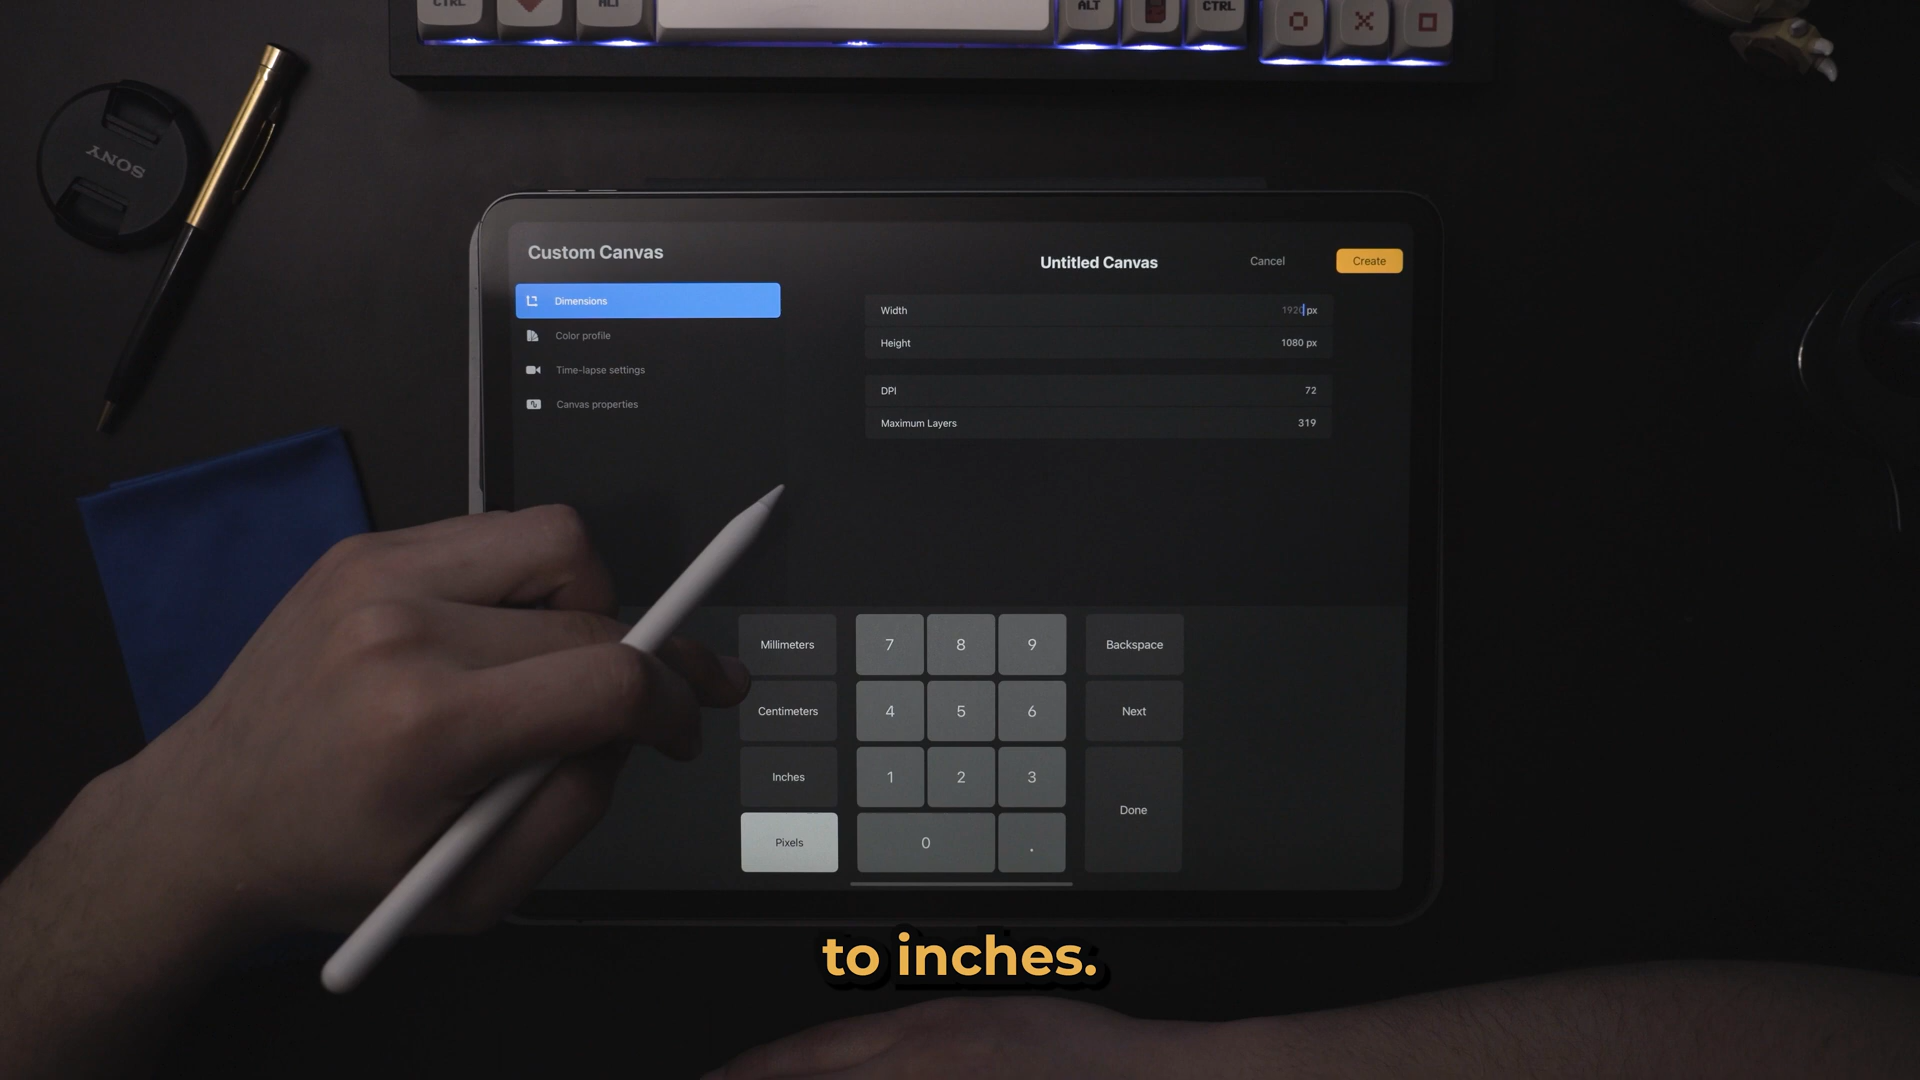 CTRL
ALT
ALT
CTRL
SONY
Custom Canvas
Untitled Canvas
Cancel
Create
Dimensions
Color profile
Time-lapse settings
Canvas properties
Width 1920 px
Height 1080 px
DPI 72
Maximum Layers 319
Millimeters 7 8 9 Backspace
Centimeters 4 5 6 Next
Inches 1 2 3
Done
Pixels 0 .
to inches.